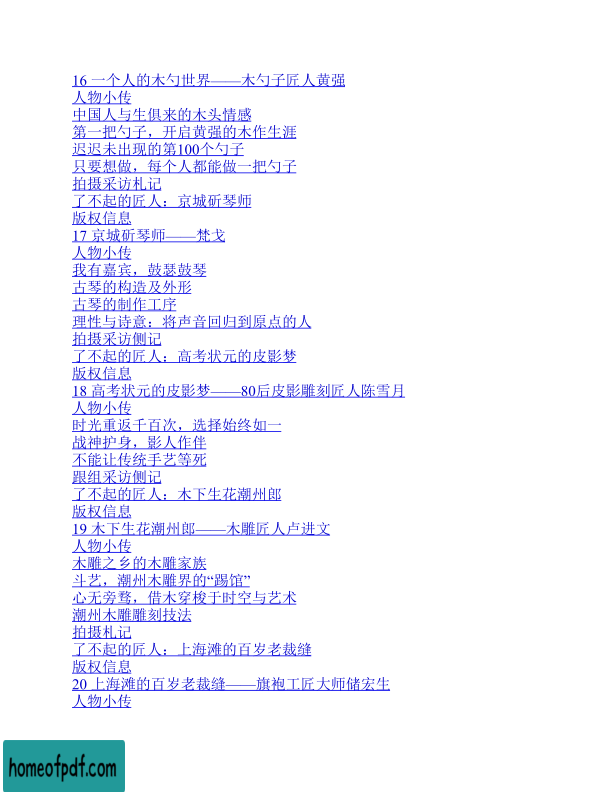 16 一个人的木勺世界——木勺子匠人黄强
人物小传
中国人与生俱来的木头情感
第一把勺子，开启黄强的木作生涯
迟迟未出现的第100个勺子
只要想做，每个人都能做一把勺子
拍摄采访札记
了不起的匠人：京城斫琴师
版权信息
17 京城斫琴师——梵戈
人物小传
我有嘉宾，鼓瑟鼓琴
古琴的构造及外形
古琴的制作工序
理性与诗意：将声音回归到原点的人
拍摄采访侧记
了不起的匠人：高考状元的皮影梦
版权信息
18 高考状元的皮影梦——80后皮影雕刻匠人陈雪月
人物小传
时光重返千百次，选择始终如一
战神护身，影人作伴
不能让传统手艺等死
跟组采访侧记
了不起的匠人：木下生花潮州郎
版权信息
19 木下生花潮州郎——木雕匠人卢进文
人物小传
木雕之乡的木雕家族
斗艺，潮州木雕界的“踢馆”
心无旁骛，借木穿梭于时空与艺术
潮州木雕雕刻技法
拍摄札记
了不起的匠人：上海滩的百岁老裁缝
版权信息
20 上海滩的百岁老裁缝——旗袍工匠大师储宏生
人物小传
homeofpdf.com